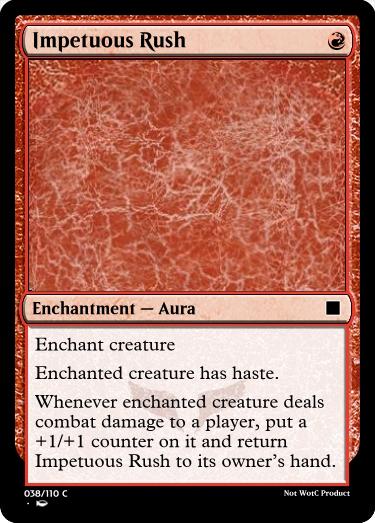 Impetuous Rush
Enchantment — Aura
Enchant creature
Enchanted creature has haste.
Whenever enchanted creature deals
combat damage to a player, put a
+1/+1 counter on it and return
Impetuous Rush to its owner's hand.
038/110 C
Not WotC Product